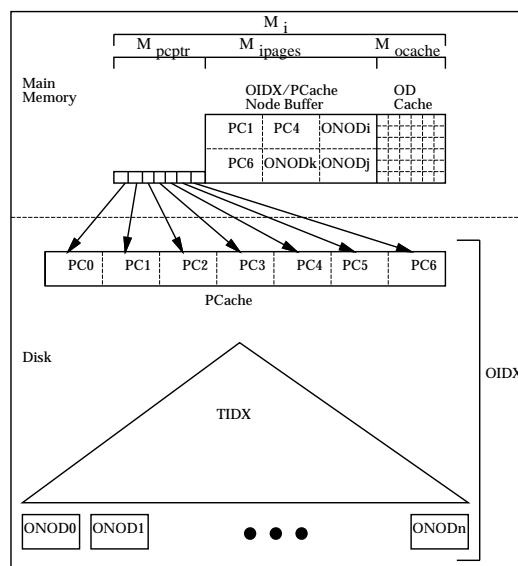 M i
M pcptr M ipages M ocache
Main Memory
OIDX/PCache Node Buffer
OD Cache
PC1 PC4 ONODi
PC6 ONODk ONODj
PC0 PC1 PC2 PC3 PC4 PC5 PC6
PCache
Disk
OIDX
TIDX
ONOD0 ONOD1 ONODn